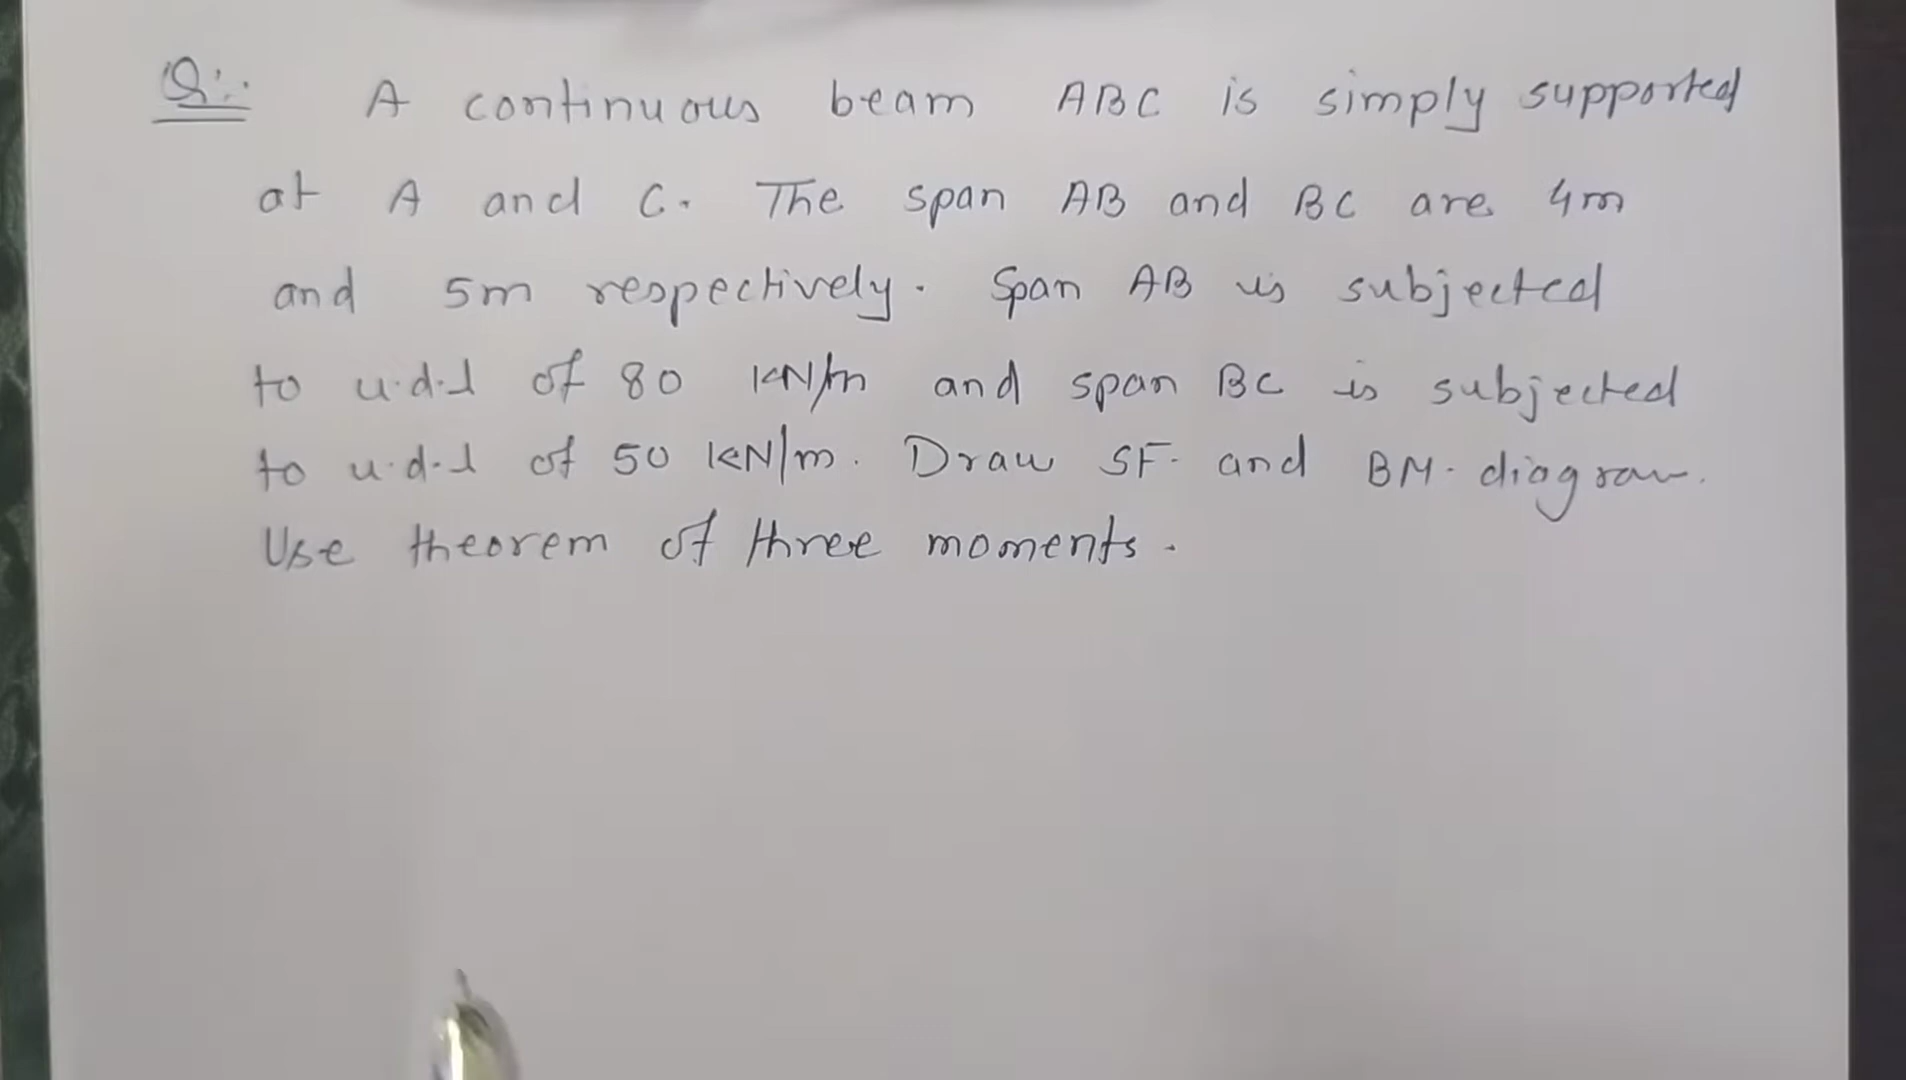 Q:. A continuous beam ABC is simply supported
at A and C. The span AB and BC are 4m
and 5m respectively. Span AB is subjected
to u.d.l of 80 kN/m and span BC is subjected
to u.d.l of 50 kN/m. Draw SF. and BM. diagram.
Use theorem of three moments.